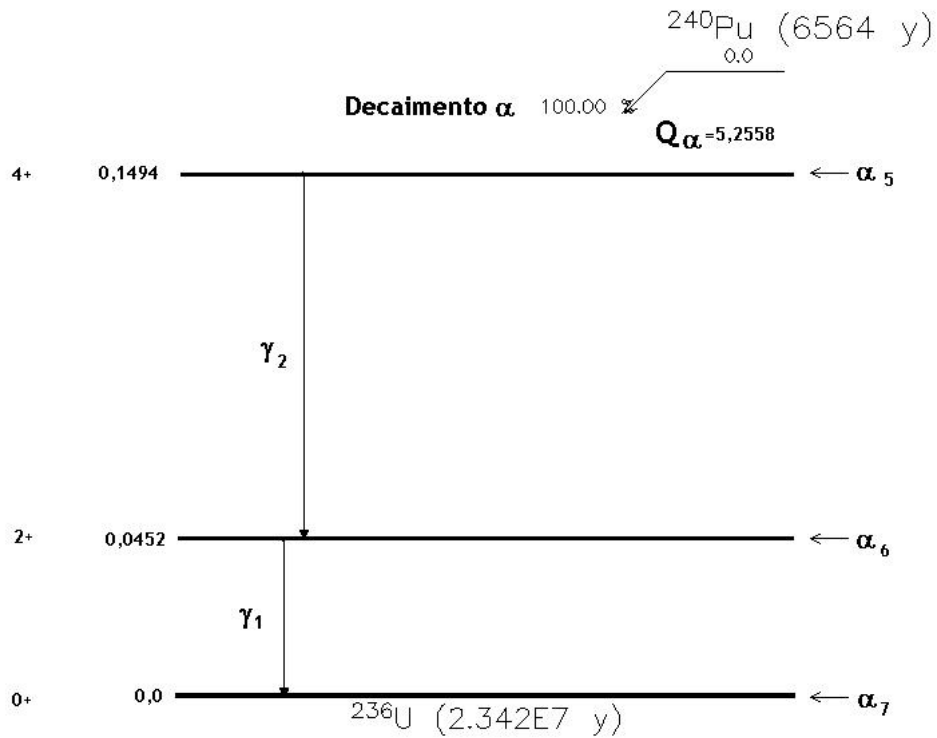 ²⁴⁰Pu (6564 y)
0.0
Decaimento α 100.00 %
Qα=5,2558
4+ 0,1494 α5
γ2
2+ 0,0452 α6
γ1
0+ 0,0 α7
²³⁶U (2.342E7 y)